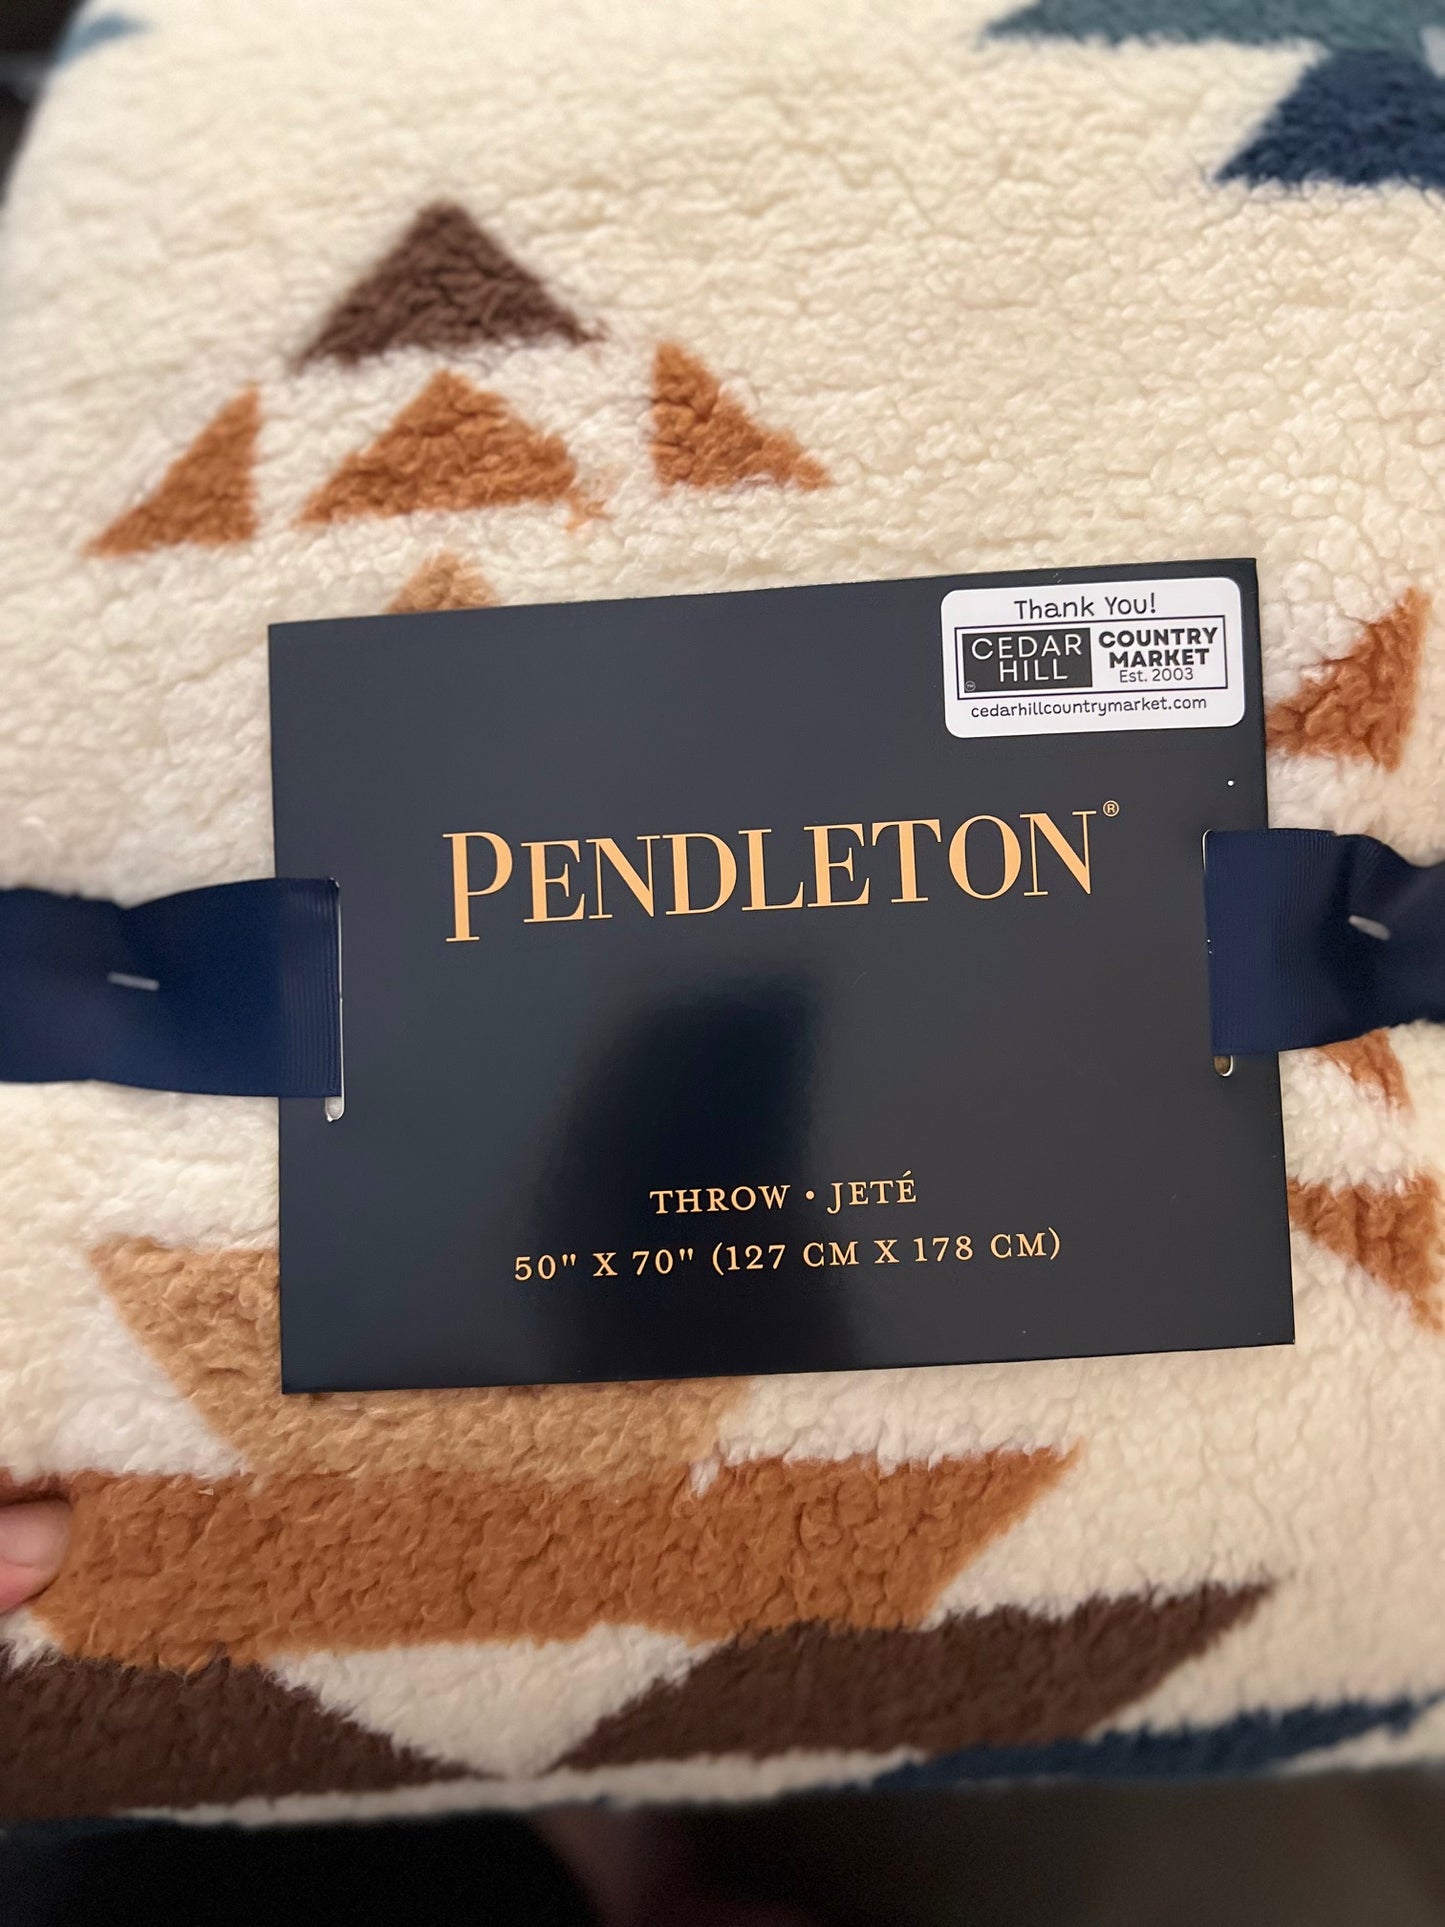 Thank You!
CEDAR HILL
COUNTRY MARKET
Est. 2003
TM
cedarhillcountrymarket.com
PENDLETON®
THROW • JETÉ
50" X 70" (127 CM X 178 CM)